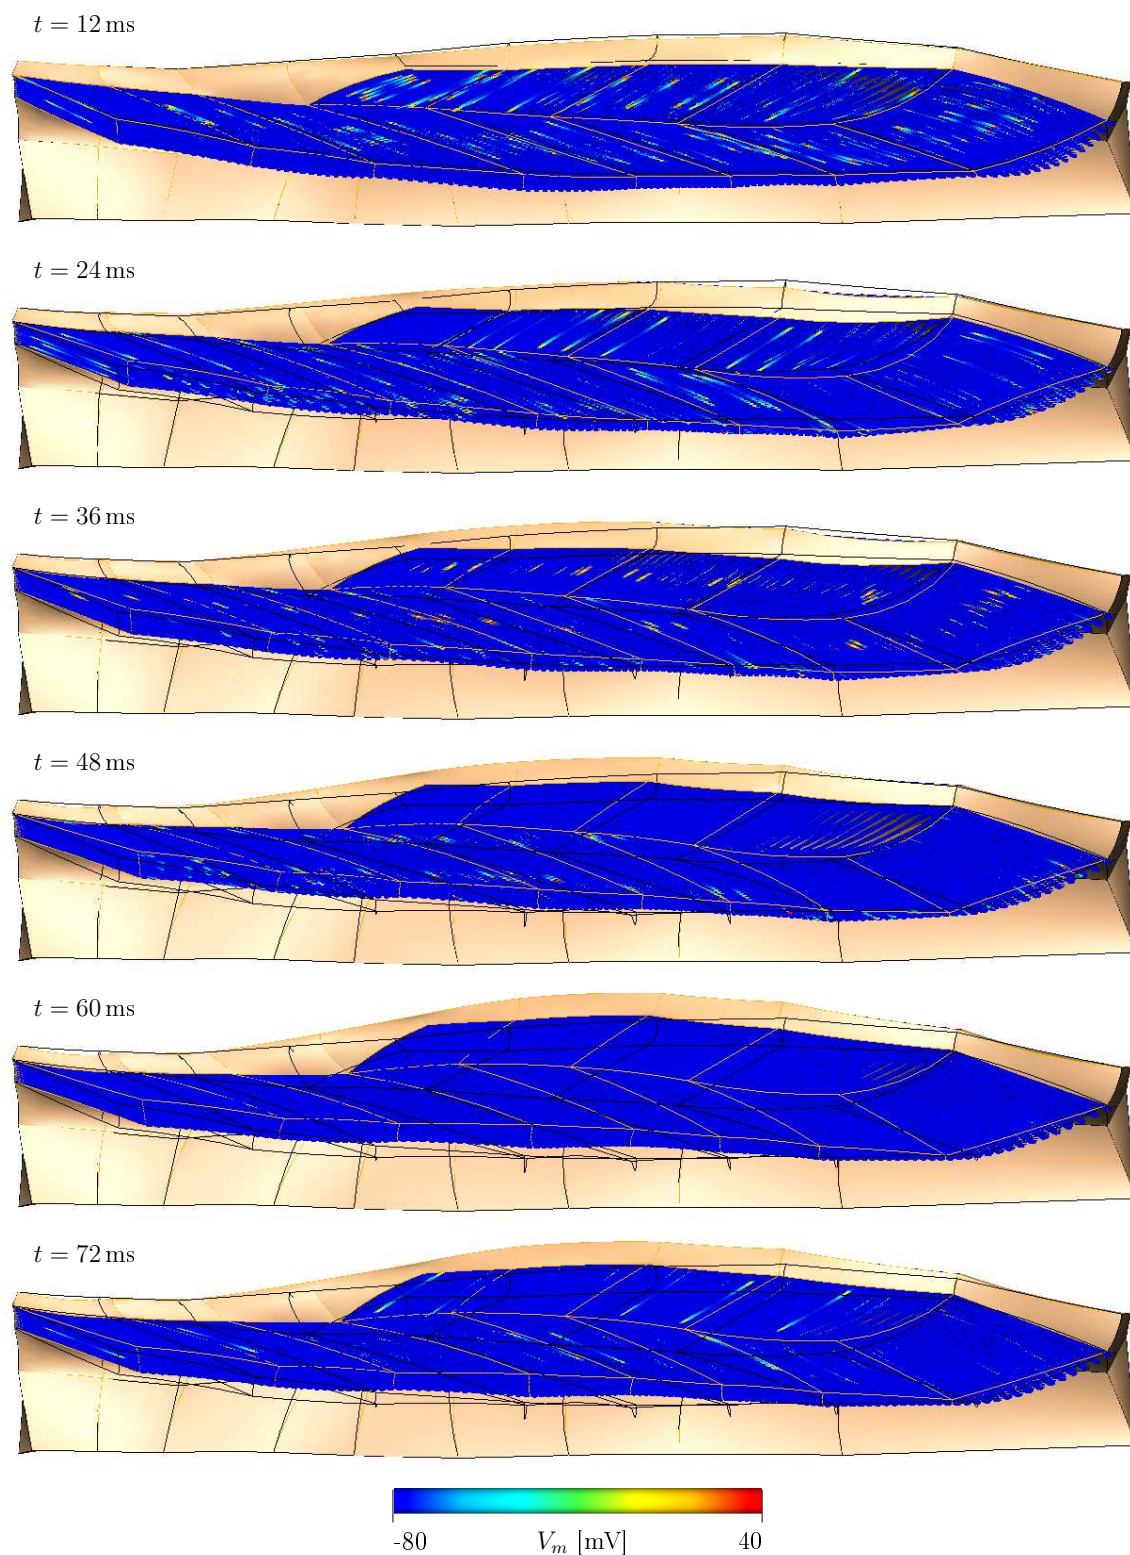 t = 12 ms
t = 24 ms
t = 36 ms
t = 48 ms
t = 60 ms
t = 72 ms
-80 V_m [mV] 40